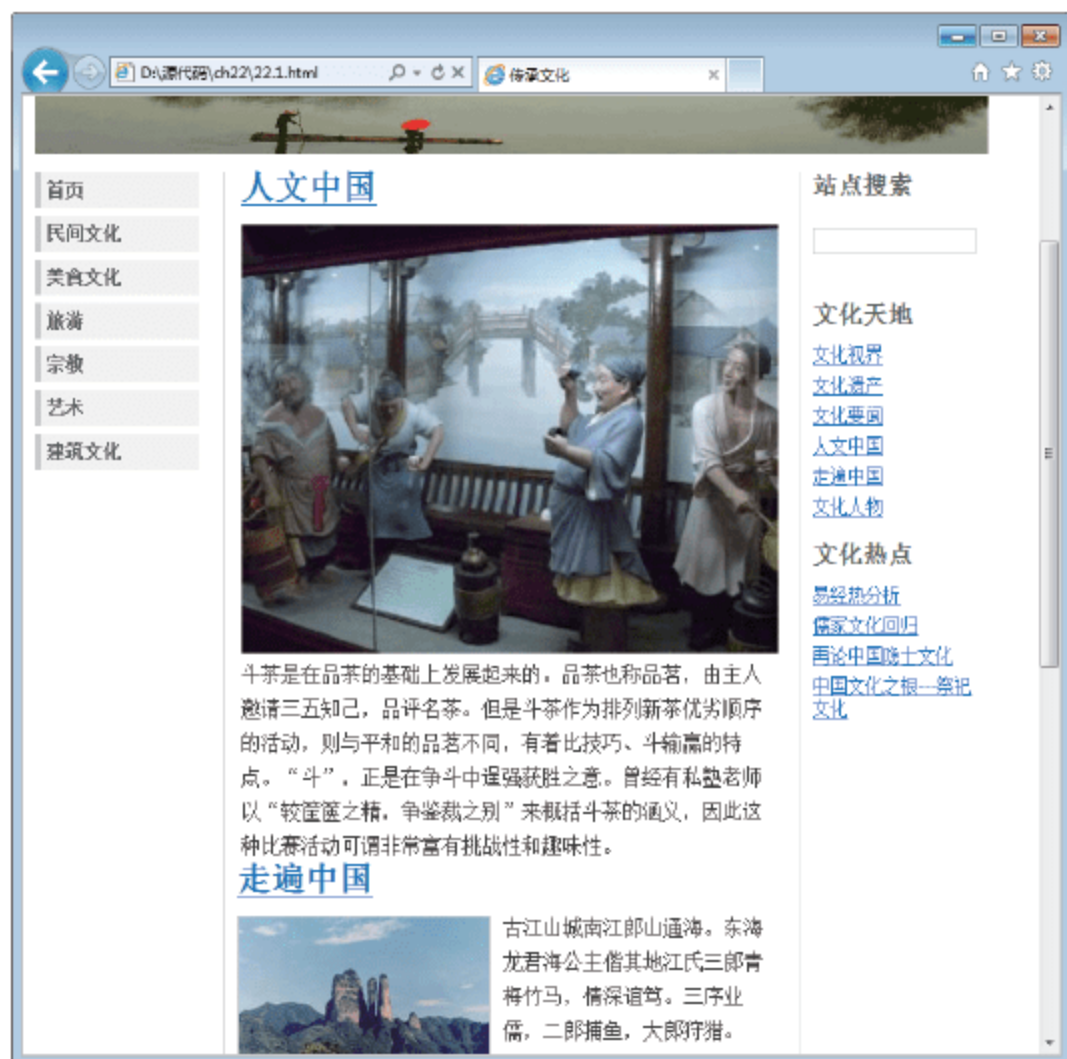 D:\源代码\ch22\22.1.html
传承文化
首页
民间文化
美食文化
旅游
宗教
艺术
建筑文化
人文中国
斗茶是在品茶的基础上发展起来的。品茶也称品茗，由主人
邀请三五知己，品评名茶。但是斗茶作为排列新茶优劣顺序
的活动，则与平和的品茗不同，有着比技巧、斗输赢的特
点。“斗”，正是在争斗中逞强获胜之意。曾经有私塾老师
以“较筐箧之精，争鉴裁之别”来概括斗茶的涵义，因此这
种比赛活动可谓非常富有挑战性和趣味性。
走遍中国
古江山城南江郎山通海。东海
龙君海公主偕其地江氏三郎青
梅竹马，情深谊笃。三序业
儒，二郎捕鱼，大郎狩猎。
站点搜索
文化天地
文化视界
文化遗产
文化要闻
人文中国
走遍中国
文化人物
文化热点
易经热分析
儒家文化回归
再论中国隐士文化
中国文化之根---祭祀
文化